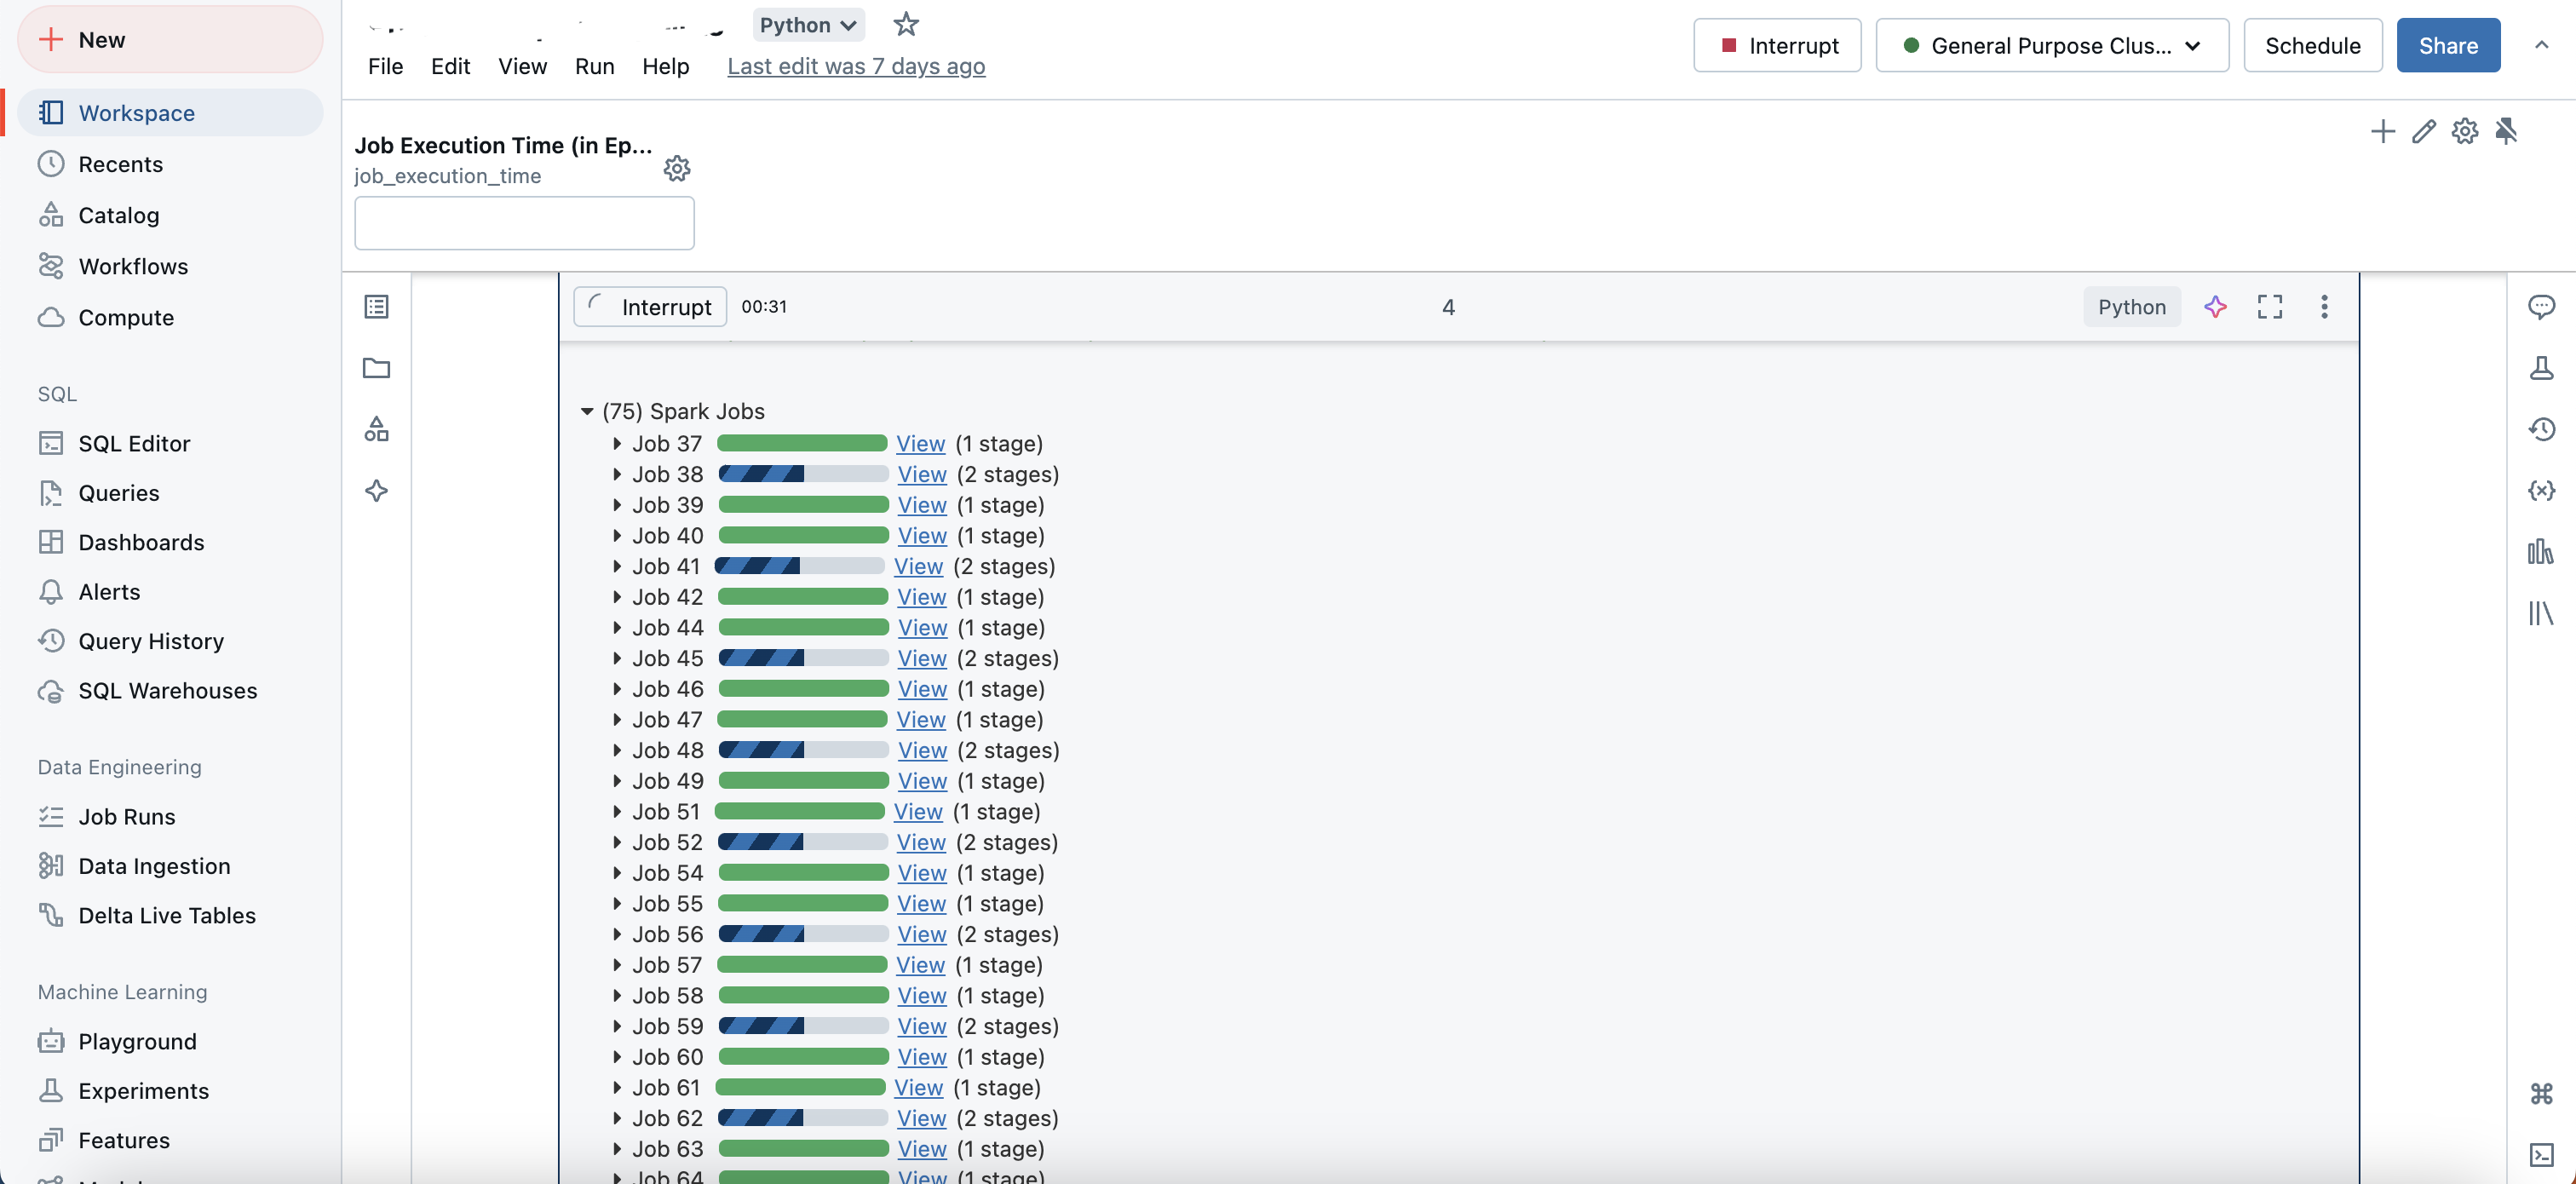 New
Workspace
Recents
Catalog
Workflows
Compute
SQL
SQL Editor
Queries
Dashboards
Alerts
Query History
SQL Warehouses
Data Engineering
Job Runs
Data Ingestion
Delta Live Tables
Machine Learning
Playground
Experiments
Features
Python
File Edit View Run Help Last edit was 7 days ago
Interrupt General Purpose Clus... Schedule Share
Job Execution Time (in Ep...
job_execution_time
Interrupt 00:31 4 Python
(75) Spark Jobs
Job 37 View (1 stage)
Job 38 View (2 stages)
Job 39 View (1 stage)
Job 40 View (1 stage)
Job 41 View (2 stages)
Job 42 View (1 stage)
Job 44 View (1 stage)
Job 45 View (2 stages)
Job 46 View (1 stage)
Job 47 View (1 stage)
Job 48 View (2 stages)
Job 49 View (1 stage)
Job 51 View (1 stage)
Job 52 View (2 stages)
Job 54 View (1 stage)
Job 55 View (1 stage)
Job 56 View (2 stages)
Job 57 View (1 stage)
Job 58 View (1 stage)
Job 59 View (2 stages)
Job 60 View (1 stage)
Job 61 View (1 stage)
Job 62 View (2 stages)
Job 63 View (1 stage)
Job 64 View (1 stage)